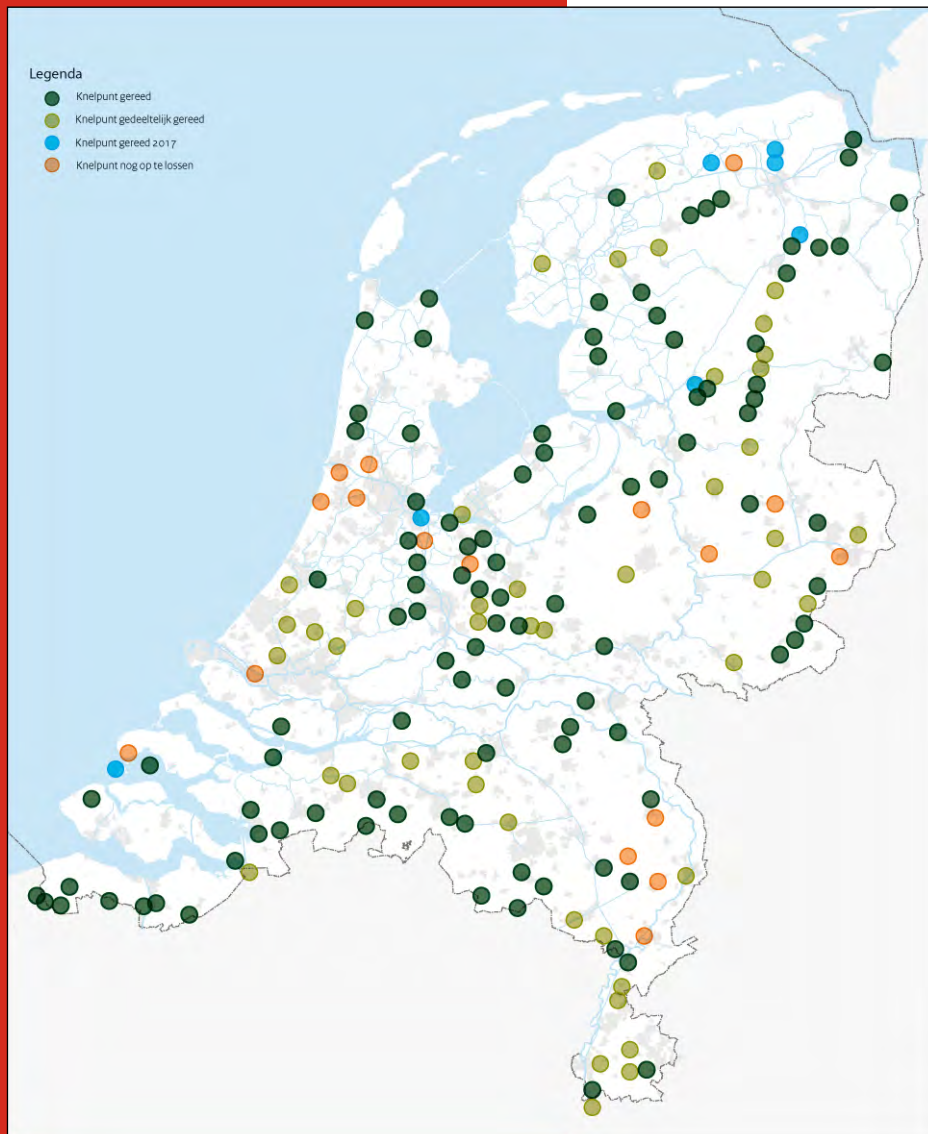 Legenda
Knelpunt gereed
Knelpunt gedeeltelijk gereed
Knelpunt gereed 2017
Knelpunt nog op te lossen